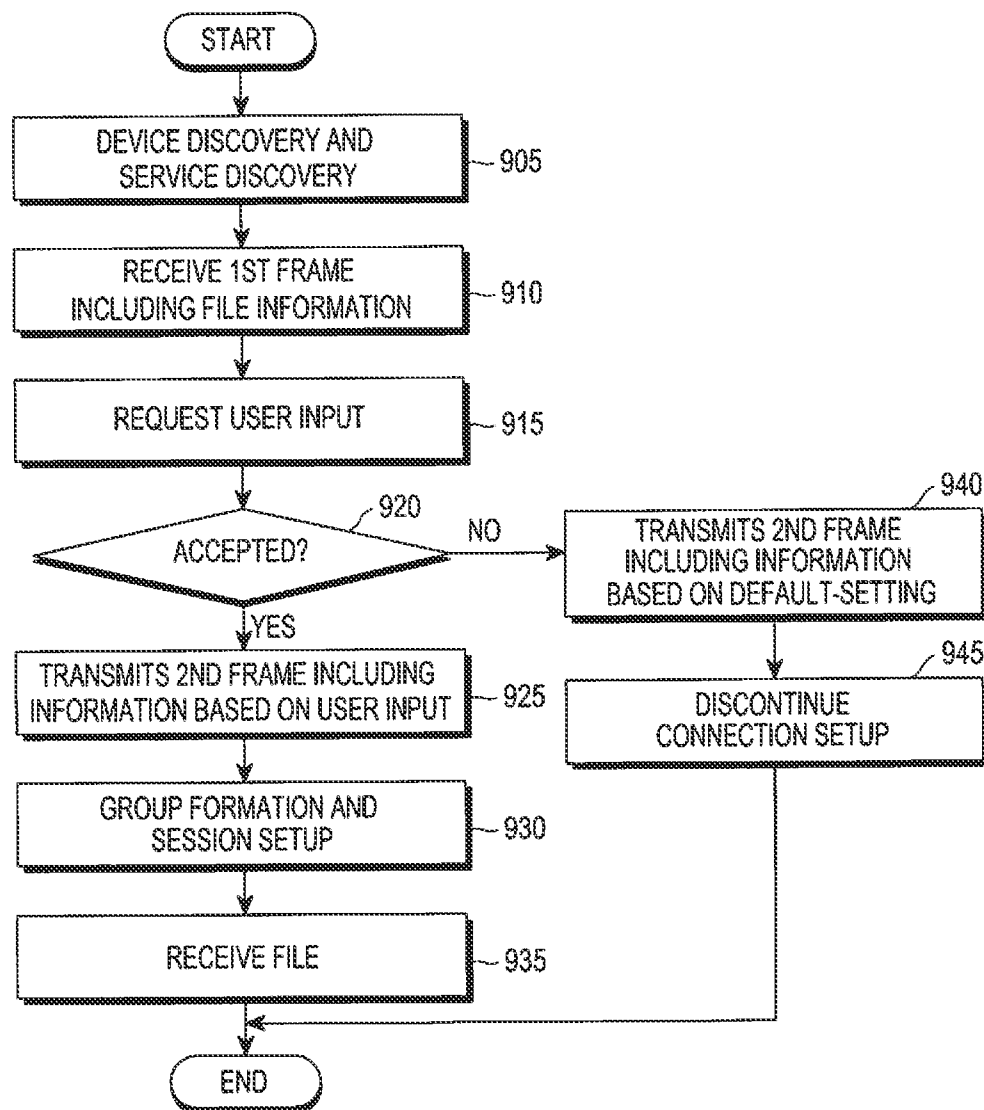 START
DEVICE DISCOVERY AND
SERVICE DISCOVERY
905
RECEIVE 1ST FRAME
INCLUDING FILE INFORMATION
910
REQUEST USER INPUT
915
ACCEPTED?
920
NO
YES
TRANSMITS 2ND FRAME INCLUDING
INFORMATION BASED ON USER INPUT
925
GROUP FORMATION AND
SESSION SETUP
930
RECEIVE FILE
935
940
TRANSMITS 2ND FRAME
INCLUDING INFORMATION
BASED ON DEFAULT-SETTING
945
DISCONTINUE
CONNECTION SETUP
END